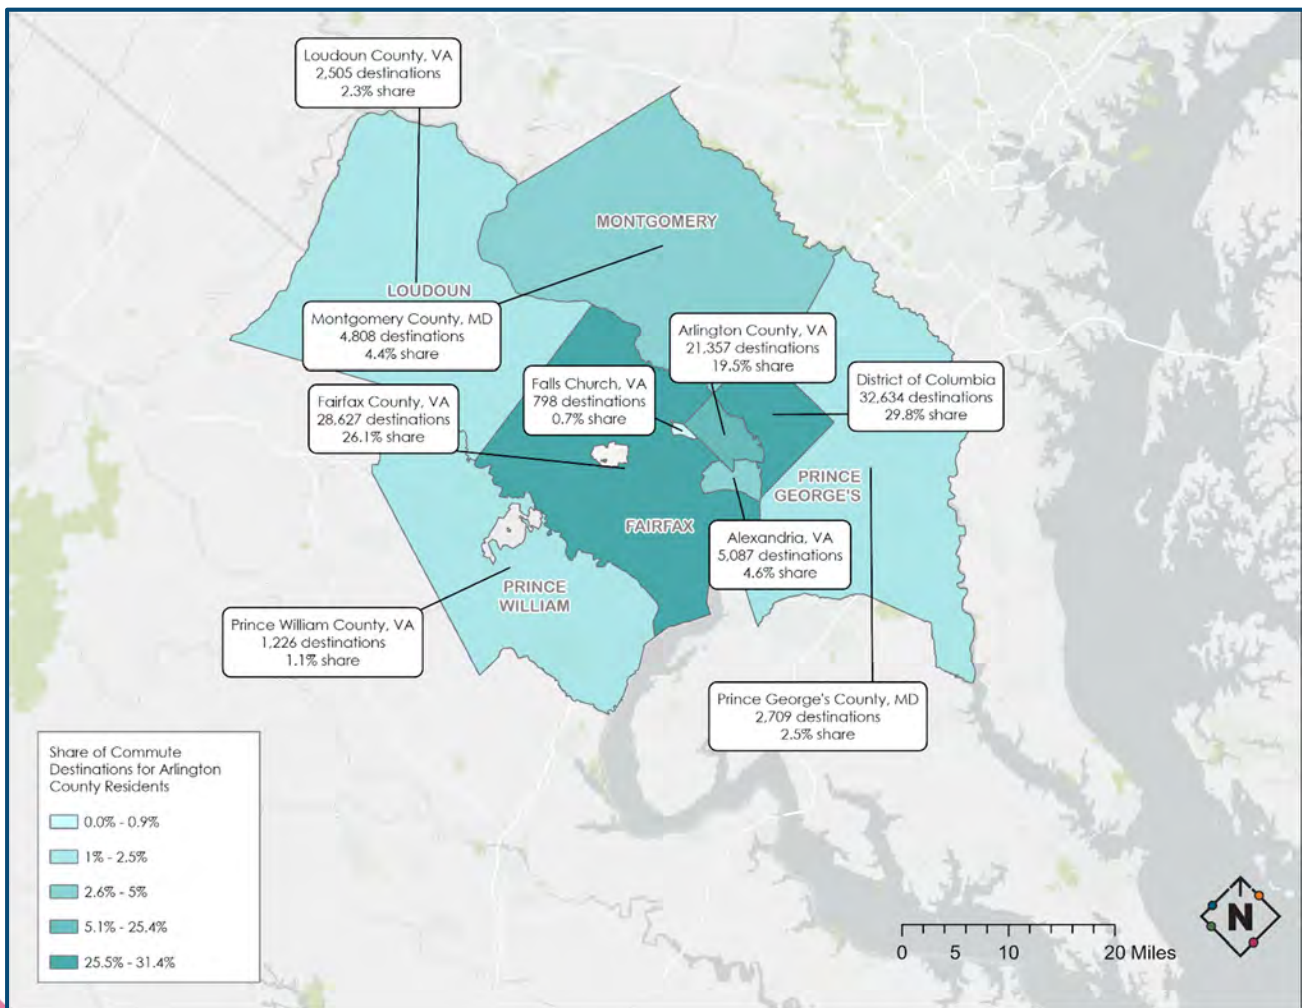 Loudoun County, VA
2,505 destinations
2.3% share
MONTGOMERY
LOUDOUN
Montgomery County, MD
4,808 destinations
4.4% share
Arlington County, VA
21,357 destinations
19.5% share
Falls Church, VA
798 destinations
0.7% share
District of Columbia
32,634 destinations
29.8% share
Fairfax County, VA
28,627 destinations
26.1% share
PRINCE
GEORGE'S
FAIRFAX
Alexandria, VA
5,087 destinations
4.6% share
PRINCE
WILLIAM
Prince William County, VA
1,226 destinations
1.1% share
Prince George's County, MD
2,709 destinations
2.5% share
Share of Commute
Destinations for Arlington
County Residents
0.0% - 0.9%
1% - 2.5%
2.6% - 5%
5.1% - 25.4%
25.5% - 31.4%
0 5 10 20 Miles
N